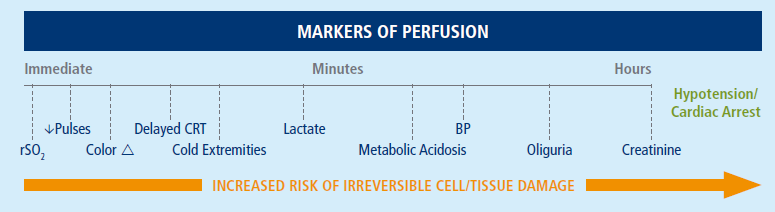 MARKERS OF PERFUSION
Immediate Minutes Hours
Hypotension/
Cardiac Arrest
↓Pulses Delayed CRT Lactate BP
rSO₂ Color △ Cold Extremities Metabolic Acidosis Oliguria Creatinine
INCREASED RISK OF IRREVERSIBLE CELL/TISSUE DAMAGE